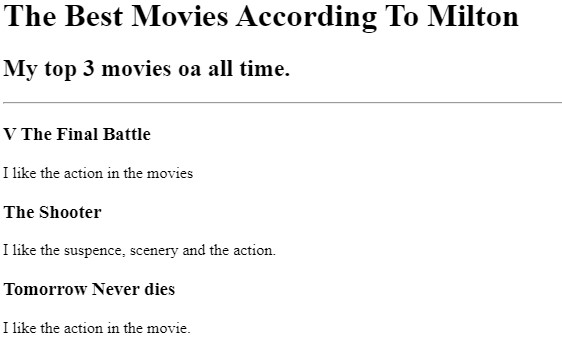 The Best Movies According To Milton
My top 3 movies oa all time.
V The Final Battle
I like the action in the movies
The Shooter
I like the suspence, scenery and the action.
Tomorrow Never dies
I like the action in the movie.